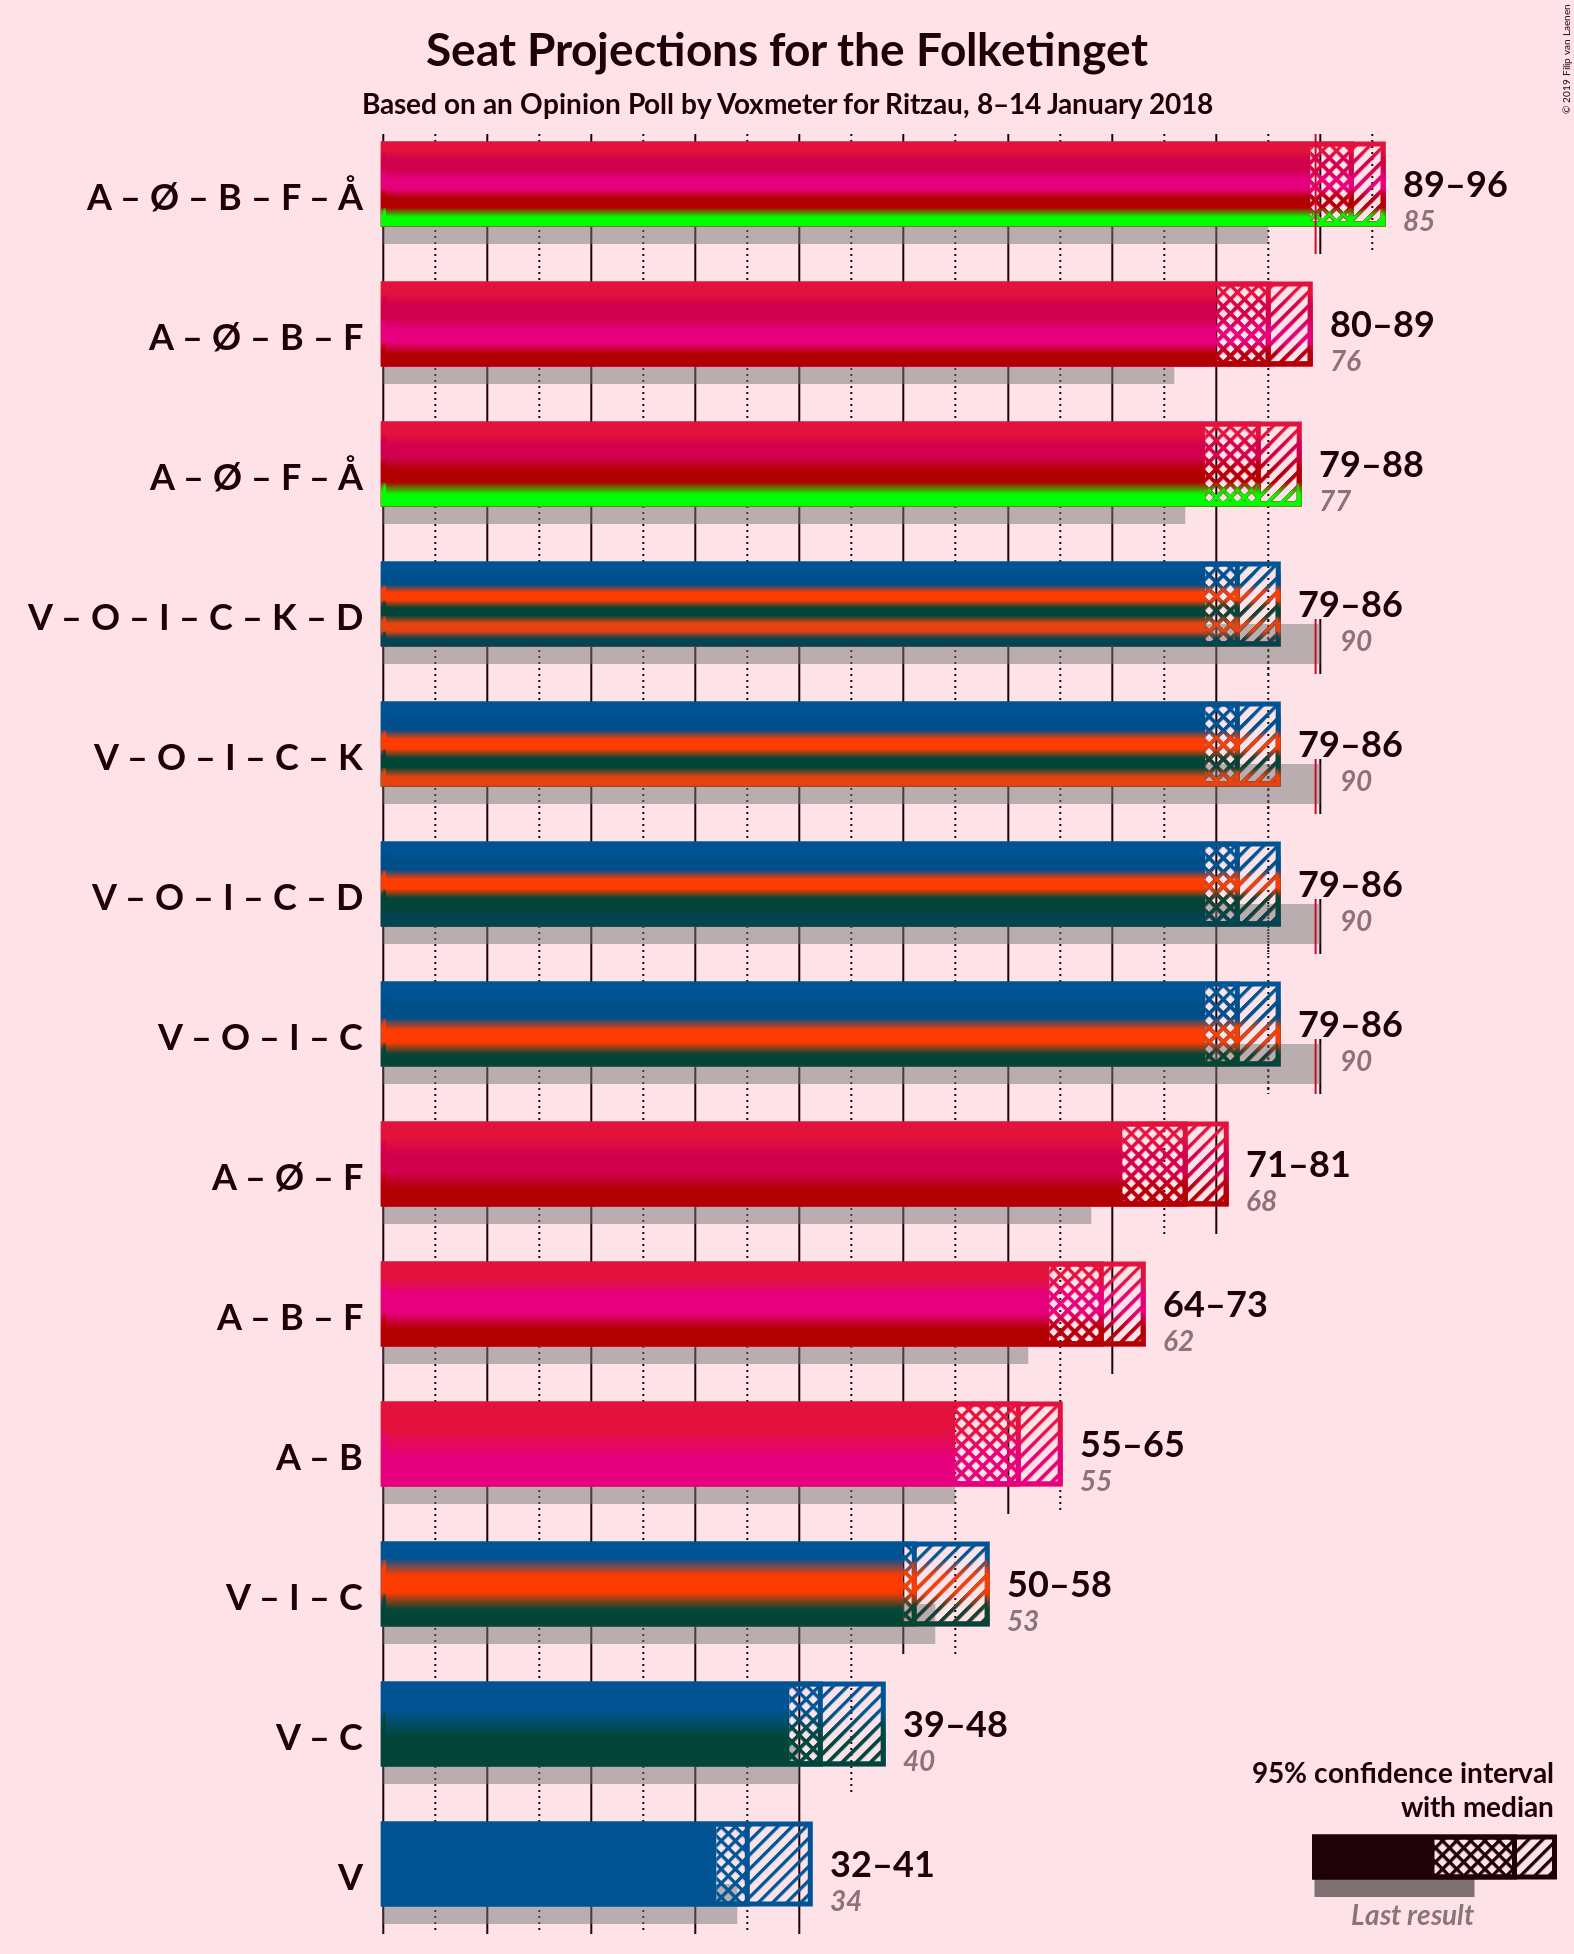 Seat Projections for the Folketinget
Based on an Opinion Poll by Voxmeter for Ritzau, 8–14 January 2018
© 2019 Filip van Laenen
A – Ø – B – F – Å
89–96
85
A – Ø – B – F
80–89
76
A – Ø – F – Å
79–88
77
V – O – I – C – K – D
79–86
90
V – O – I – C – K
79–86
90
V – O – I – C – D
79–86
90
V – O – I – C
79–86
90
A – Ø – F
71–81
68
A – B – F
64–73
62
A – B
55–65
55
V – I – C
50–58
53
V – C
39–48
40
V
32–41
34
95% confidence interval
with median
Last result